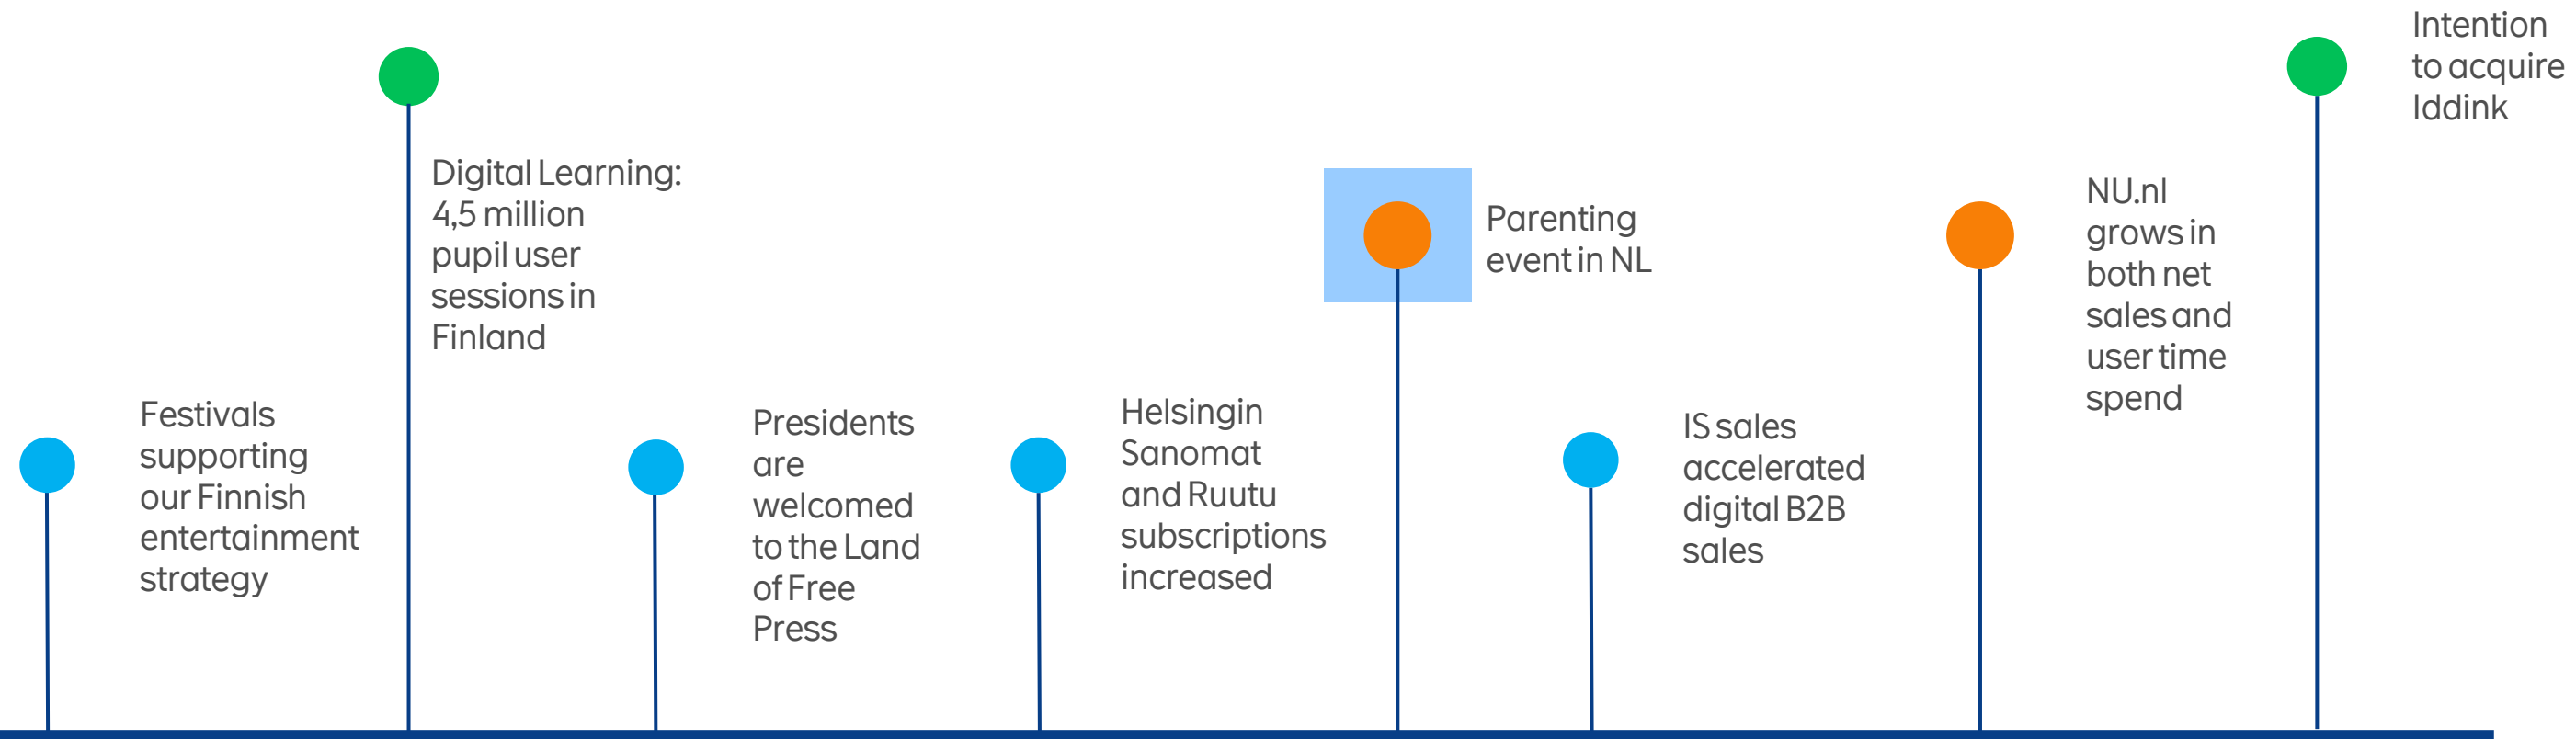 Festivals
supporting
our Finnish
entertainment
strategy
Digital Learning:
4,5 million
pupil user
sessions in
Finland
Presidents
are
welcomed
to the Land
of Free
Press
Helsingin
Sanomat
and Ruutu
subscriptions
increased
Parenting
event in NL
IS sales
accelerated
digital B2B
sales
NU.nl
grows in
both net
sales and
user time
spend
Intention
to acquire
Iddink